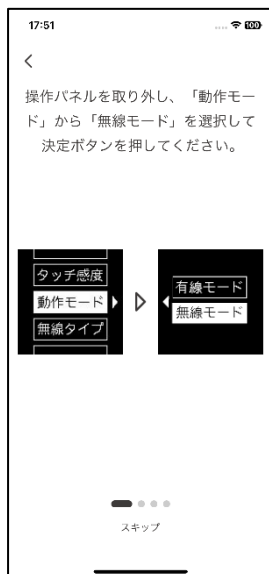 17:51
100
操作パネルを取り外し、「動作モー
ド」から「無線モード」を選択して
決定ボタンを押してください。
タッチ感度
動作モード
無線タイプ
有線モード
無線モード
スキップ